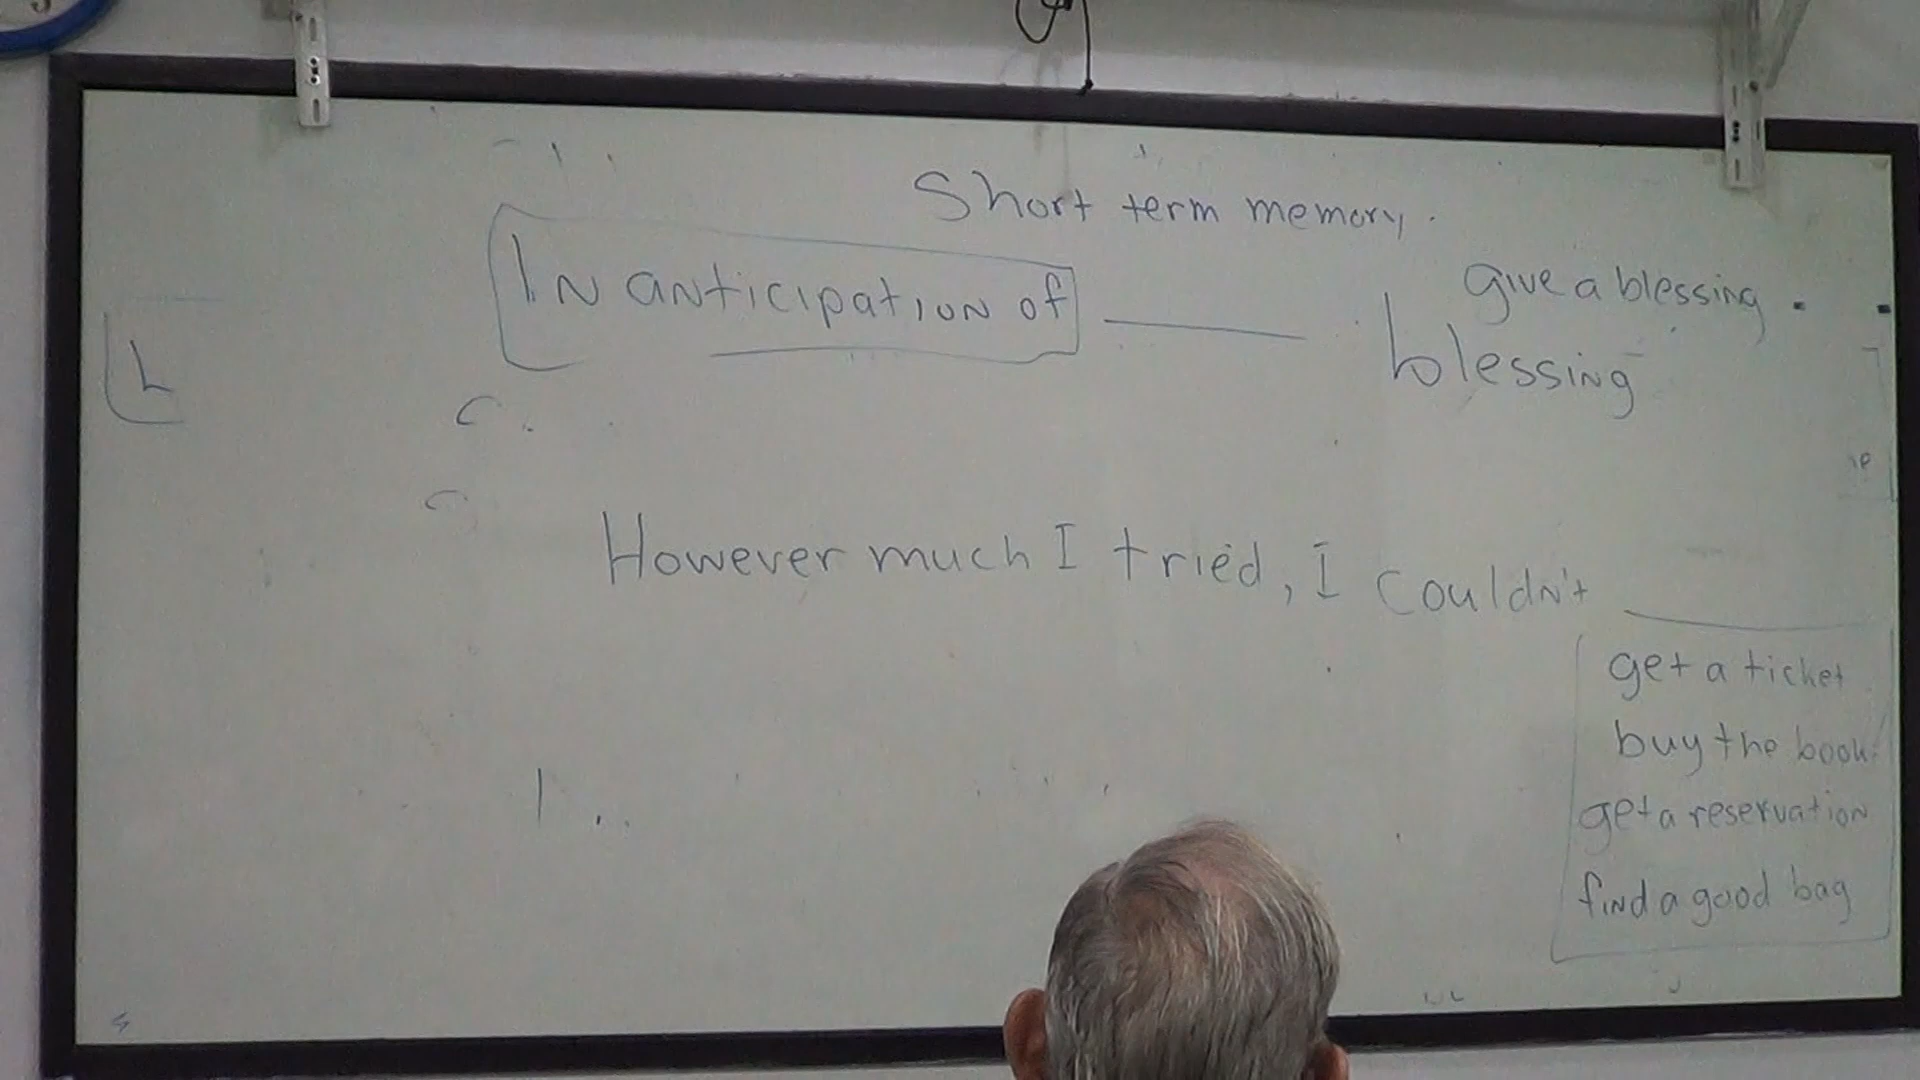 Short term memory.
In anticipation of ______
give a blessing.
blessing
However much I tried, I couldn't ______
get a ticket
buy the book
get a reservation
find a good bag